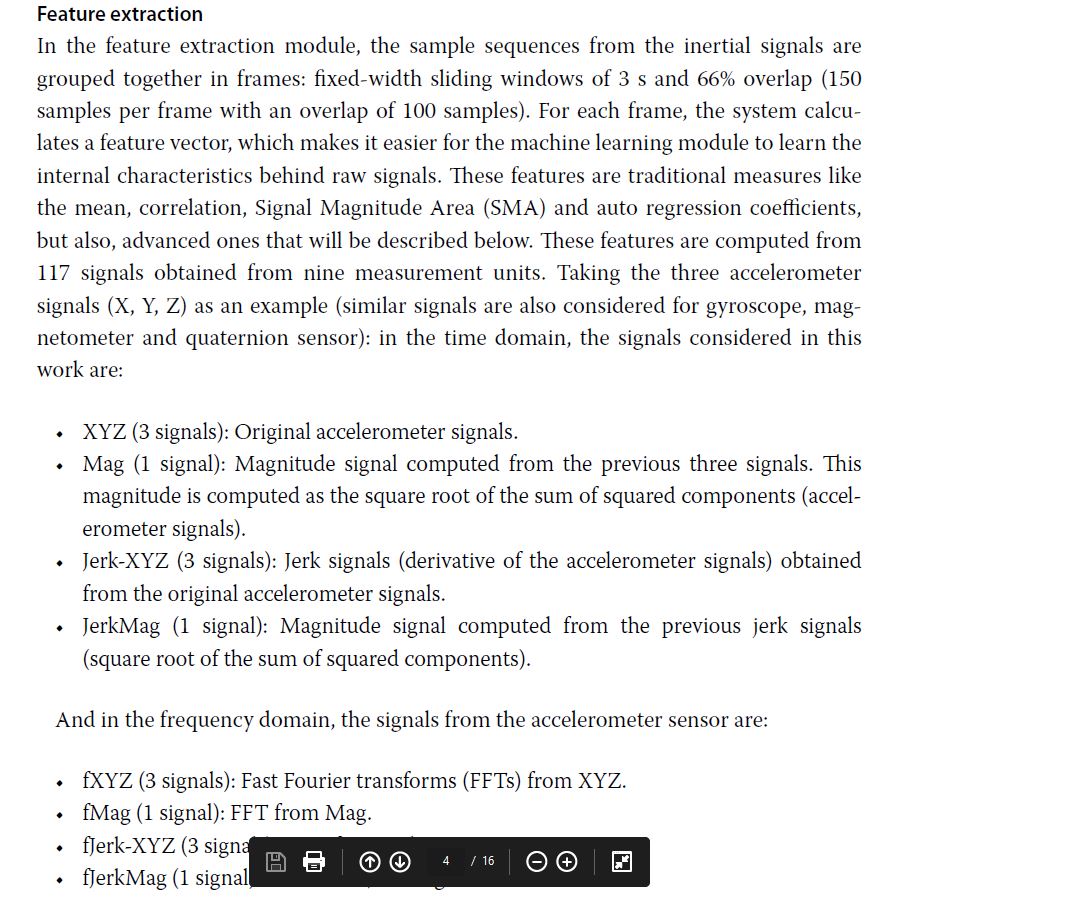 Feature extraction
In the feature extraction module, the sample sequences from the inertial signals are
grouped together in frames: fixed-width sliding windows of 3 s and 66% overlap (150
samples per frame with an overlap of 100 samples). For each frame, the system calcu-
lates a feature vector, which makes it easier for the machine learning module to learn the
internal characteristics behind raw signals. These features are traditional measures like
the mean, correlation, Signal Magnitude Area (SMA) and auto regression coefficients,
but also, advanced ones that will be described below. These features are computed from
117 signals obtained from nine measurement units. Taking the three accelerometer
signals (X, Y, Z) as an example (similar signals are also considered for gyroscope, mag-
netometer and quaternion sensor): in the time domain, the signals considered in this
work are:
• XYZ (3 signals): Original accelerometer signals.
• Mag (1 signal): Magnitude signal computed from the previous three signals. This
magnitude is computed as the square root of the sum of squared components (accel-
erometer signals).
• Jerk-XYZ (3 signals): Jerk signals (derivative of the accelerometer signals) obtained
from the original accelerometer signals.
• JerkMag (1 signal): Magnitude signal computed from the previous jerk signals
(square root of the sum of squared components).
And in the frequency domain, the signals from the accelerometer sensor are:
• fXYZ (3 signals): Fast Fourier transforms (FFTs) from XYZ.
• fMag (1 signal): FFT from Mag.
• fJerk-XYZ (3 signa
• fJerkMag (1 signal
4 / 16